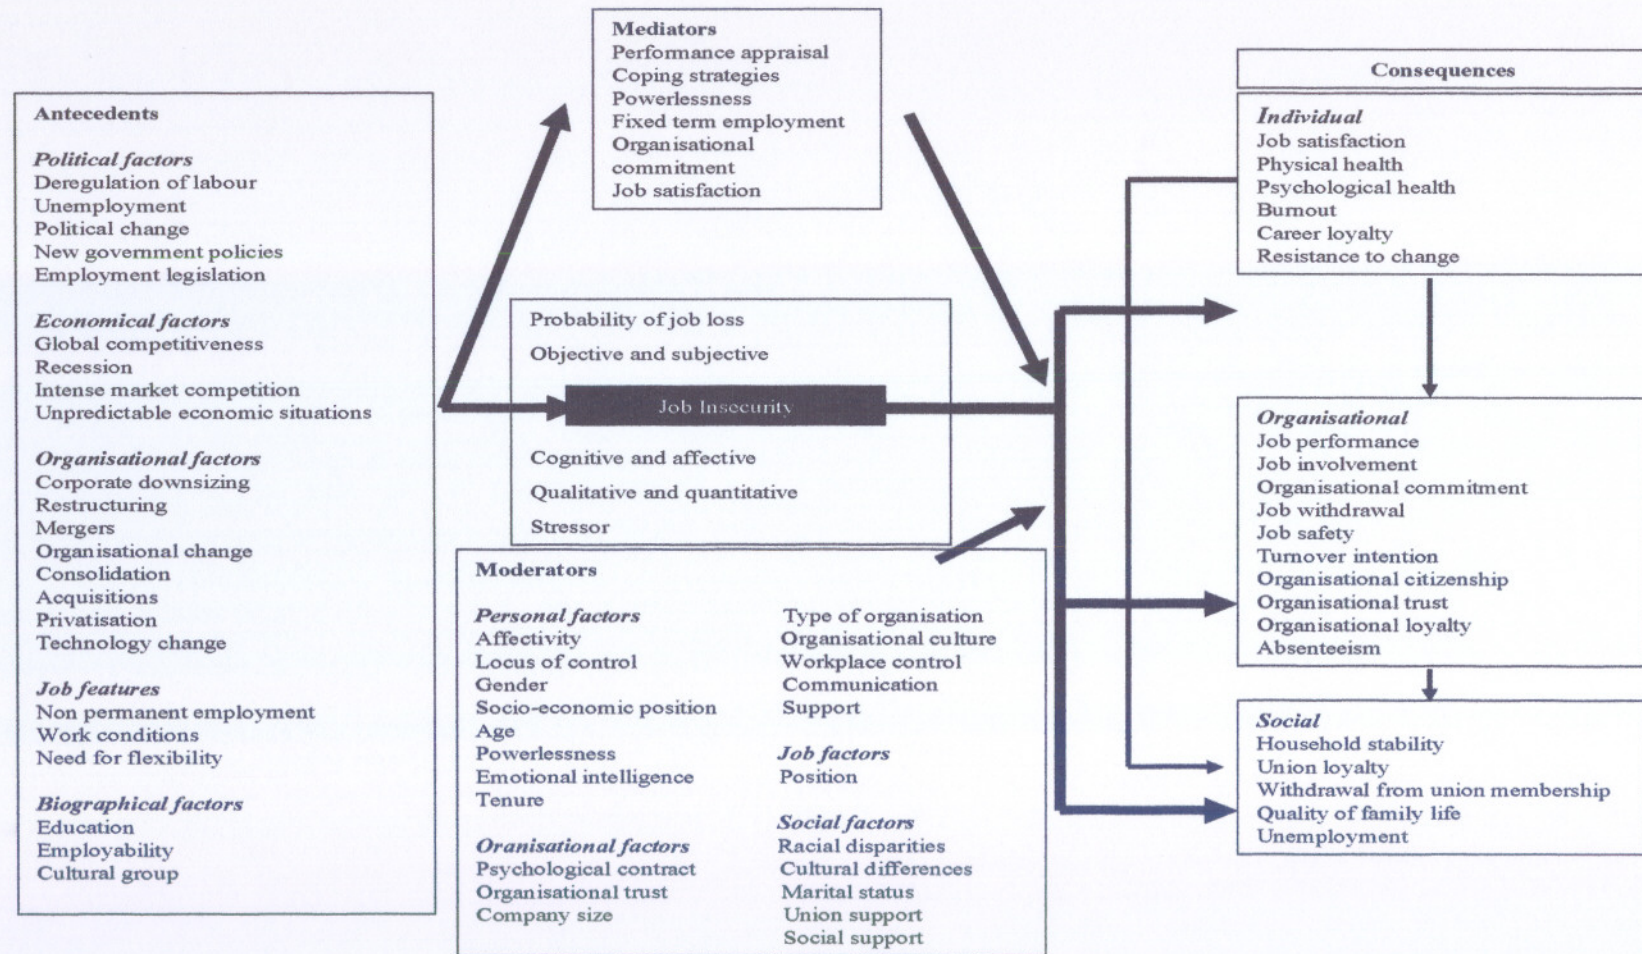 Antecedents
Political factors
Deregulation of labour
Unemployment
Political change
New government policies
Employment legislation
Economical factors
Global competitiveness
Recession
Intense market competition
Unpredictable economic situations
Organisational factors
Corporate downsizing
Restructuring
Mergers
Organisational change
Consolidation
Acquisitions
Privatisation
Technology change
Job features
Non permanent employment
Work conditions
Need for flexibility
Biographical factors
Education
Employability
Cultural group
Mediators
Performance appraisal
Coping strategies
Powerlessness
Fixed term employment
Organisational
commitment
Job satisfaction
Probability of job loss
Objective and subjective
Job Insecurity
Cognitive and affective
Qualitative and quantitative
Stressor
Moderators
Personal factors
Affectivity
Locus of control
Gender
Socio-economic position
Age
Powerlessness
Emotional intelligence
Tenure
Oranisational factors
Psychological contract
Organisational trust
Company size
Type of organisation
Organisational culture
Workplace control
Communication
Support
Job factors
Position
Social factors
Racial disparities
Cultural differences
Marital status
Union support
Social support
Consequences
Individual
Job satisfaction
Physical health
Psychological health
Burnout
Career loyalty
Resistance to change
Organisational
Job performance
Job involvement
Organisational commitment
Job withdrawal
Job safety
Turnover intention
Organisational citizenship
Organisational trust
Organisational loyalty
Absenteeism
Social
Household stability
Union loyalty
Withdrawal from union membership
Quality of family life
Unemployment